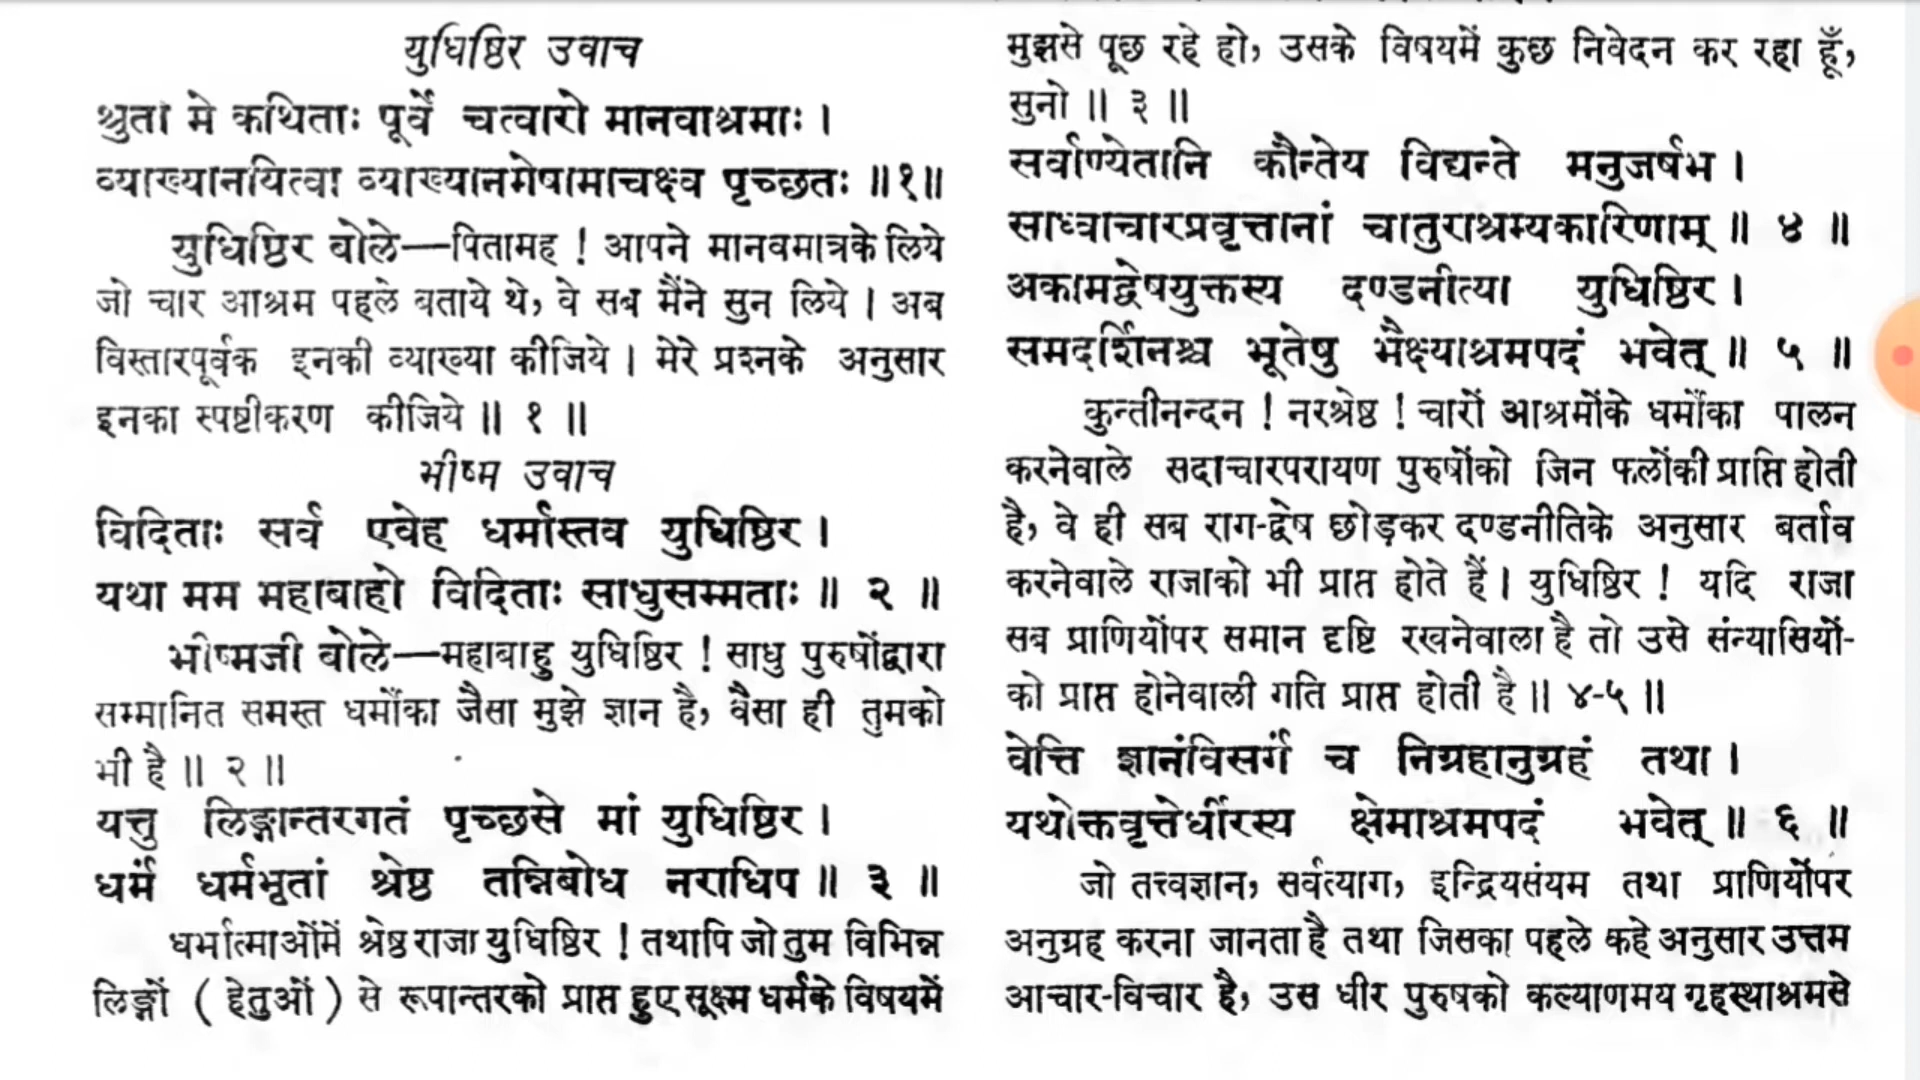 युधिष्ठिर उवाच
श्रुता मे कथिताः पूर्वे चत्वारो मानवाश्रमाः ।
व्याख्यानयित्वा व्याख्यानमेषामाचक्ष्व पृच्छतः ॥१॥
युधिष्ठिर बोले—पितामह ! आपने मानवमात्रके लिये
जो चार आश्रम पहले बताये थे, वे सब मैंने सुन लिये । अब
विस्तारपूर्वक इनकी व्याख्या कीजिये । मेरे प्रश्नके अनुसार
इनका स्पष्टीकरण कीजिये ॥ १ ॥
भीष्म उवाच
विदिताः सर्व एवेह धर्मास्तव युधिष्ठिर ।
यथा मम महाबाहो विदिताः साधुसम्मताः ॥ २ ॥
भीष्मजी बोले—महाबाहु युधिष्ठिर ! साधु पुरुषोंद्वारा
सम्मानित समस्त धर्मोंका जैसा मुझे ज्ञान है, वैसा ही तुमको
भी है ॥ २ ॥
यत्तु लिङ्गान्तरगतं पृच्छसे मां युधिष्ठिर ।
धर्मं धर्मभृतां श्रेष्ठ तन्निबोध नराधिप ॥ ३ ॥
धर्मात्माओंमें श्रेष्ठ राजा युधिष्ठिर ! तथापि जो तुम विभिन्न
लिङ्गों ( हेतुओं ) से रूपान्तरको प्राप्त हुए सूक्ष्म धर्मके विषयमें
मुझसे पूछ रहे हो, उसके विषयमें कुछ निवेदन कर रहा हूँ,
सुनो ॥ ३ ॥
सर्वाण्येतानि कौन्तेय विद्यन्ते मनुजर्षभ ।
साध्वाचारप्रवृत्तानां चातुराश्रम्यकारिणाम् ॥ ४ ॥
अकामद्वेषयुक्तस्य दण्डनीत्या युधिष्ठिर ।
समदर्शिनश्च भूतेषु भैक्ष्याश्रमपदं भवेत् ॥ ५ ॥
कुन्तीनन्दन ! नरश्रेष्ठ ! चारों आश्रमोंके धर्मोंका पालन
करनेवाले सदाचारपरायण पुरुषोंको जिन फलोंकी प्राप्ति होती
है, वे ही सब राग-द्वेष छोड़कर दण्डनीतिके अनुसार बर्ताव
करनेवाले राजाको भी प्राप्त होते हैं । युधिष्ठिर ! यदि राजा
सब प्राणियोंपर समान दृष्टि रखनेवाला है तो उसे संन्यासियों-
को प्राप्त होनेवाली गति प्राप्त होती है ॥ ४-५ ॥
वेत्ति ज्ञानंविसर्गं च निग्रहानुग्रहं तथा ।
यथोक्तवृत्तेर्धीरस्य क्षेमाश्रमपदं भवेत् ॥ ६ ॥
जो तत्त्वज्ञान, सर्वत्याग, इन्द्रियसंयम तथा प्राणियोंपर
अनुग्रह करना जानता है तथा जिसका पहले कहे अनुसार उत्तम
आचार-विचार है, उस धीर पुरुषको कल्याणमय गृहस्थाश्रमसे